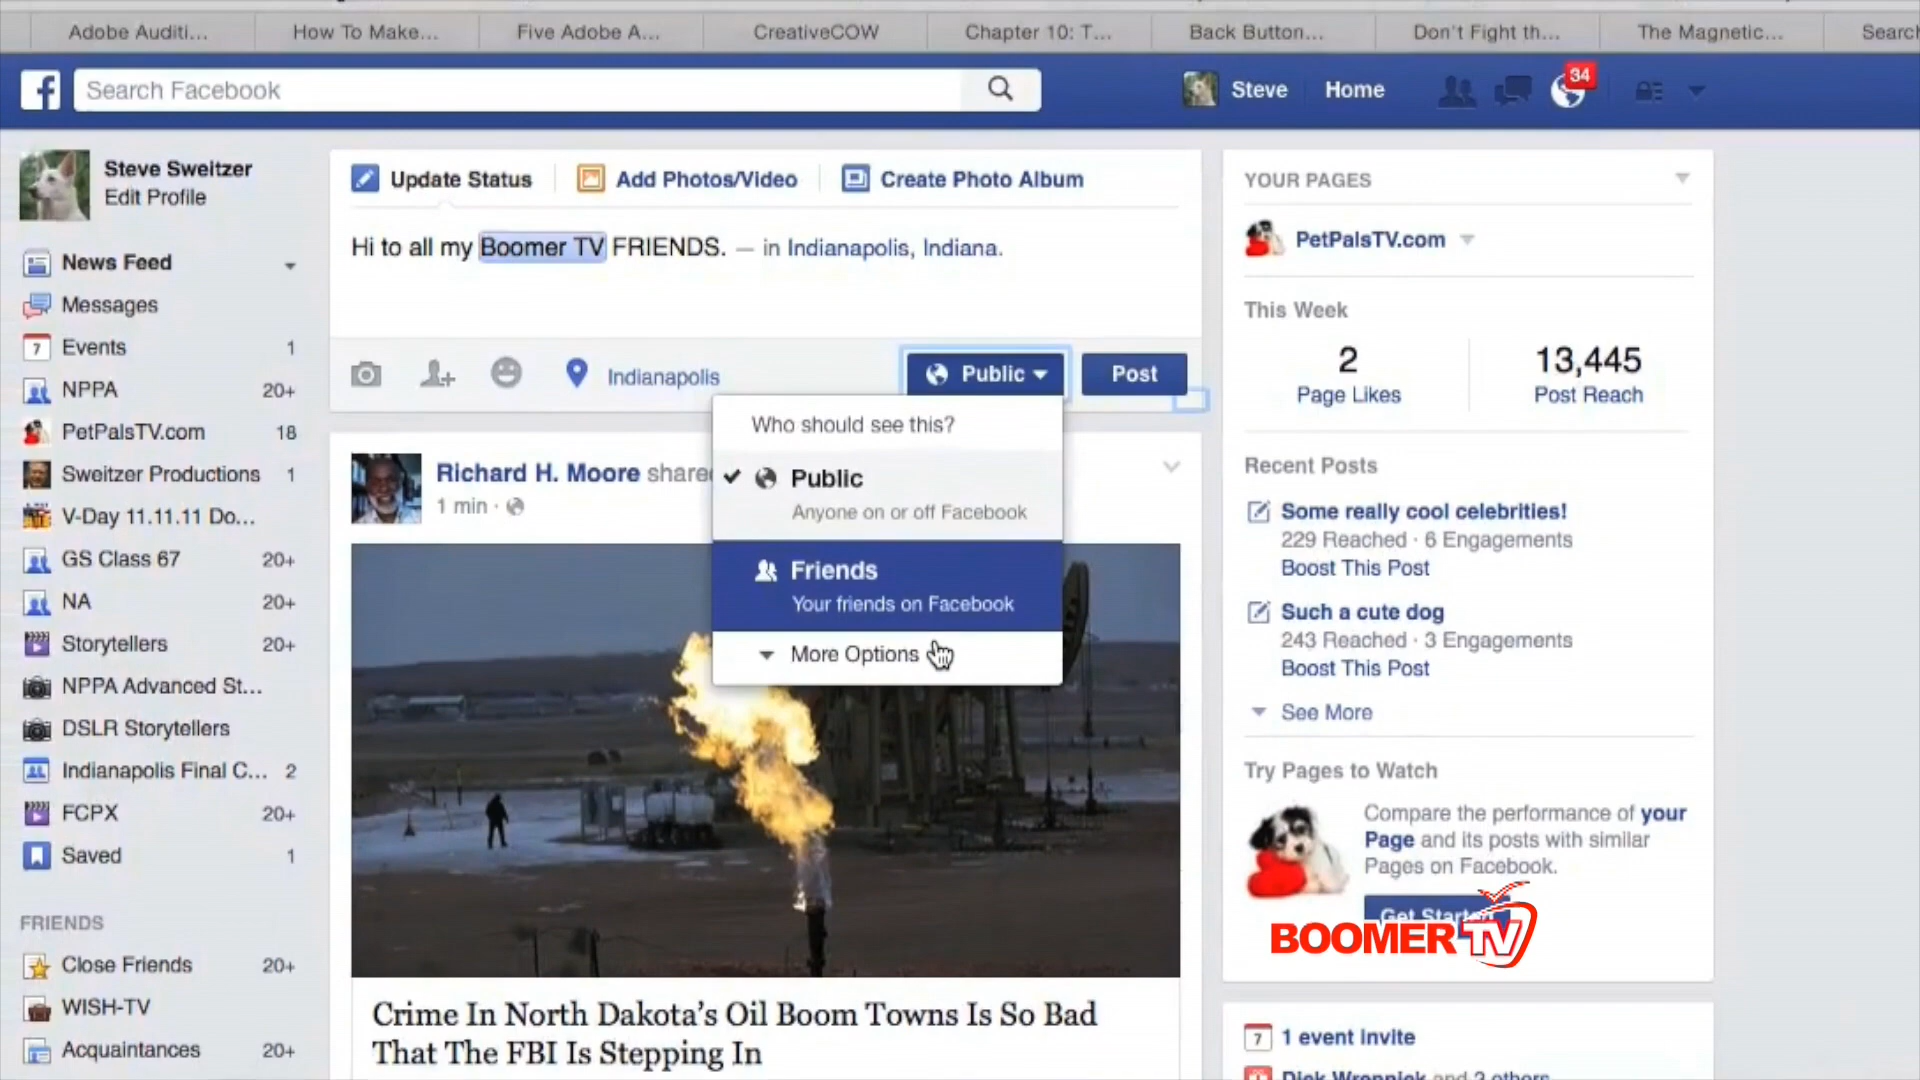 Adobe Auditi...
How To Make...
Five Adobe A...
CreativeCOW
Chapter 10: T...
Back Button...
Don't Fight th...
The Magnetic...
Search
Search Facebook
Steve
Home
34
Steve Sweitzer
Edit Profile
News Feed
Messages
Events 1
NPPA 20+
PetPalsTV.com 18
Sweitzer Productions 1
V-Day 11.11.11 Do...
GS Class 67 20+
NA 20+
Storytellers 20+
NPPA Advanced St...
DSLR Storytellers
Indianapolis Final C... 2
FCPX 20+
Saved 1
FRIENDS
Close Friends 20+
WISH-TV
Acquaintances 20+
Update Status
Add Photos/Video
Create Photo Album
Hi to all my Boomer TV FRIENDS. — in Indianapolis, Indiana.
Indianapolis
Public
Post
Who should see this?
Public
Anyone on or off Facebook
Friends
Your friends on Facebook
More Options
Richard H. Moore shared
1 min ·
Crime In North Dakota's Oil Boom Towns Is So Bad
That The FBI Is Stepping In
YOUR PAGES
PetPalsTV.com
This Week
2
Page Likes
13,445
Post Reach
Recent Posts
Some really cool celebrities!
229 Reached · 6 Engagements
Boost This Post
Such a cute dog
243 Reached · 3 Engagements
Boost This Post
See More
Try Pages to Watch
Compare the performance of your
Page and its posts with similar
Pages on Facebook.
Get Started
BOOMER TV
7
1 event invite